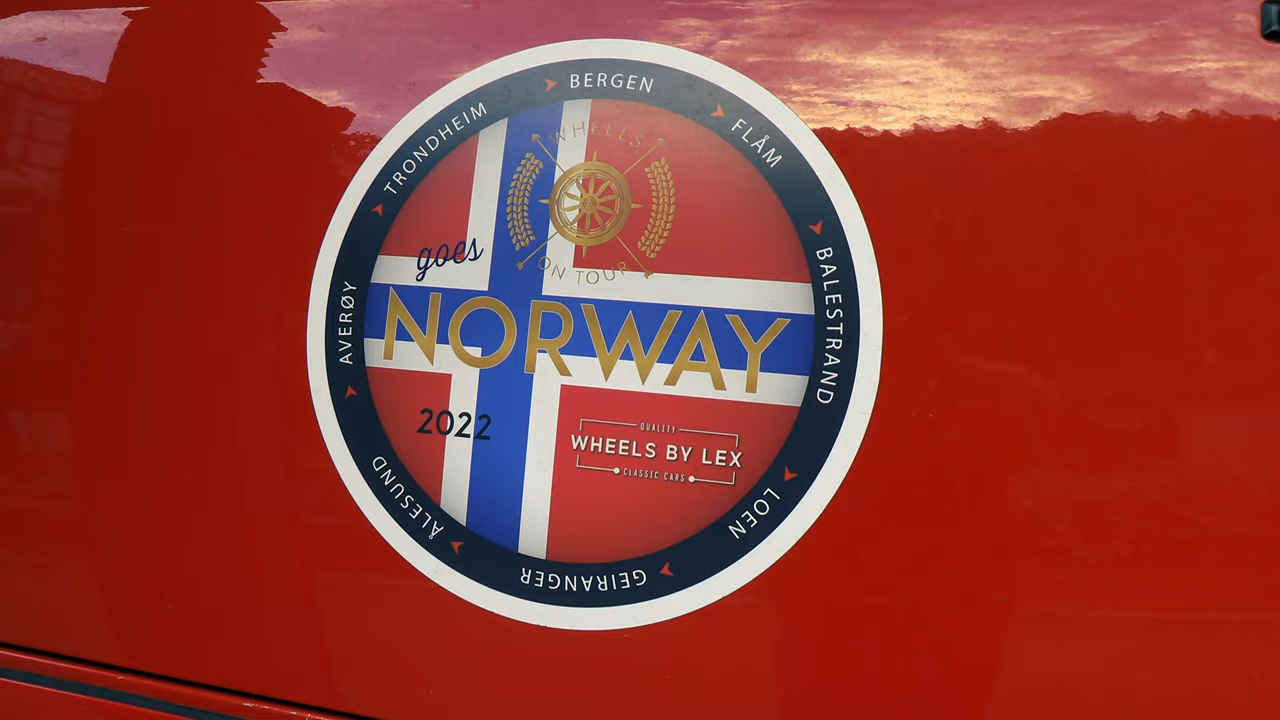 BERGEN
FLÅM
BALESTRAND
LOEN
GEIRANGER
ÅLESUND
AVERØY
TRONDHEIM
WHEELS
ON TOUR
goes
NORWAY
2022
QUALITY
WHEELS BY LEX
CLASSIC CARS